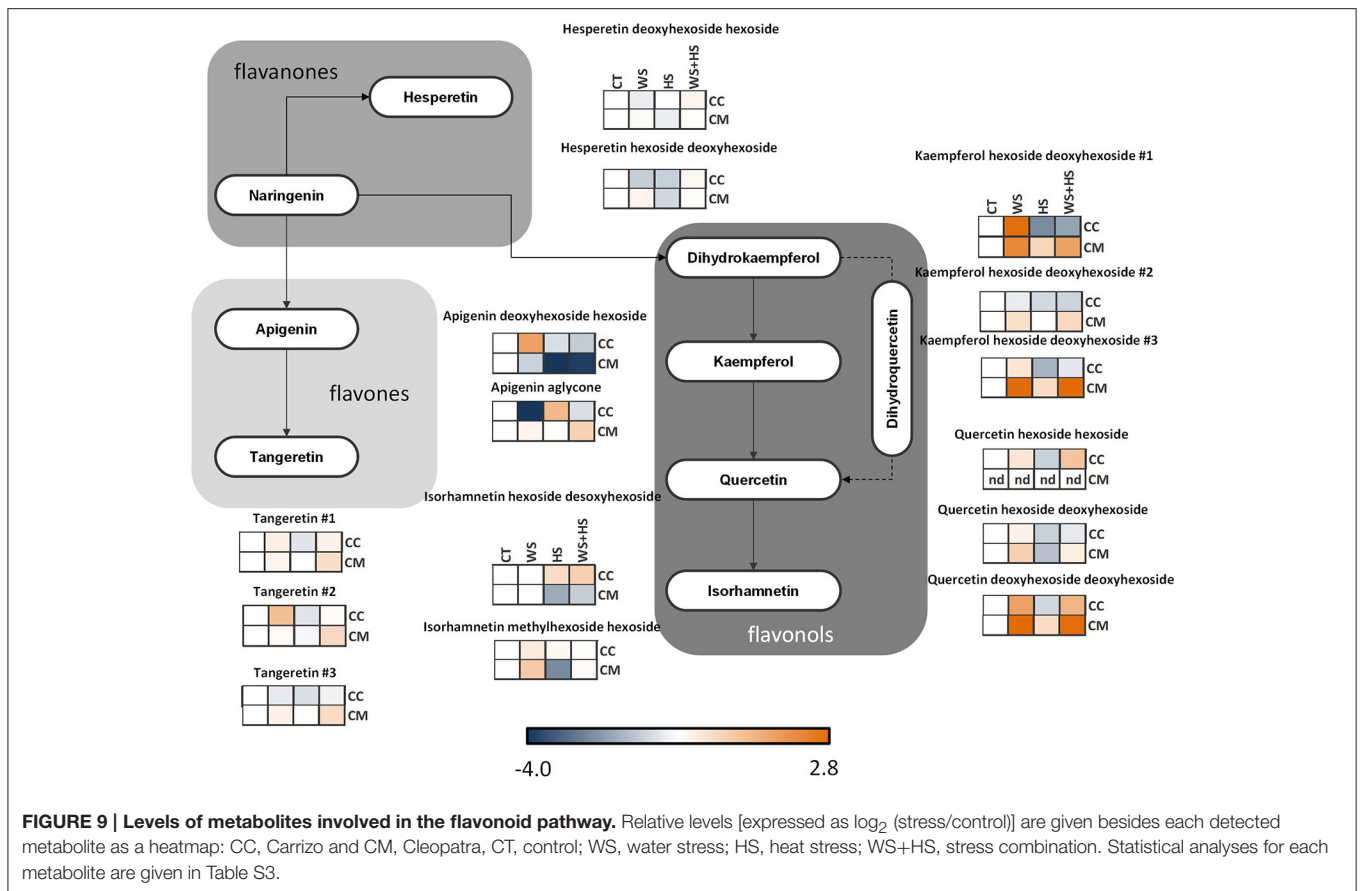 Hesperetin deoxyhexoside hexoside
CT WS HS WS+HS
CC
CM
flavanones
Hesperetin
Naringenin
Hesperetin hexoside deoxyhexoside
CC
CM
Kaempferol hexoside deoxyhexoside #1
CT WS HS WS+HS
CC
CM
Dihydrokaempferol
Kaempferol hexoside deoxyhexoside #2
CC
CM
Dihydroquercetin
Apigenin
Apigenin deoxyhexoside hexoside
CC
CM
Kaempferol
Kaempferol hexoside deoxyhexoside #3
CC
CM
Apigenin aglycone
CC
CM
flavones
Tangeretin
Quercetin hexoside hexoside
CC
nd nd nd nd CM
Quercetin
Isorhamnetin hexoside desoxyhexoside
CT WS HS WS+HS
CC
CM
Quercetin hexoside deoxyhexoside
CC
CM
Tangeretin #1
CC
CM
Isorhamnetin
Quercetin deoxyhexoside deoxyhexoside
CC
CM
Tangeretin #2
CC
CM
Isorhamnetin methylhexoside hexoside
CC
CM
flavonols
Tangeretin #3
CC
CM
-4.0 2.8
FIGURE 9 | Levels of metabolites involved in the flavonoid pathway. Relative levels [expressed as log₂ (stress/control)] are given besides each detected
metabolite as a heatmap: CC, Carrizo and CM, Cleopatra, CT, control; WS, water stress; HS, heat stress; WS+HS, stress combination. Statistical analyses for each
metabolite are given in Table S3.